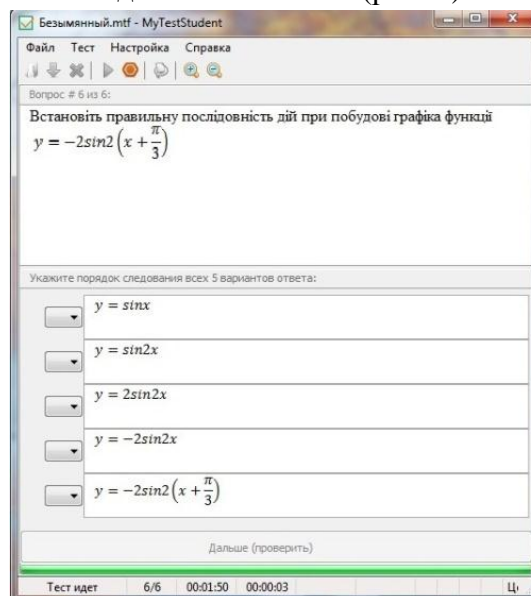 Безымянный.mtf - MyTestStudent
Файл Тест Настройка Справка
Вопрос # 6 из 6:
Встановіть правильну послідовність дій при побудові графіка функції
y = −2sin2(x + π/3)
Укажите порядок следования всех 5 вариантов ответа:
y = sinx
y = sin2x
y = 2sin2x
y = −2sin2x
y = −2sin2(x + π/3)
Дальше (проверить)
Тест идет 6/6 00:01:50 00:00:03